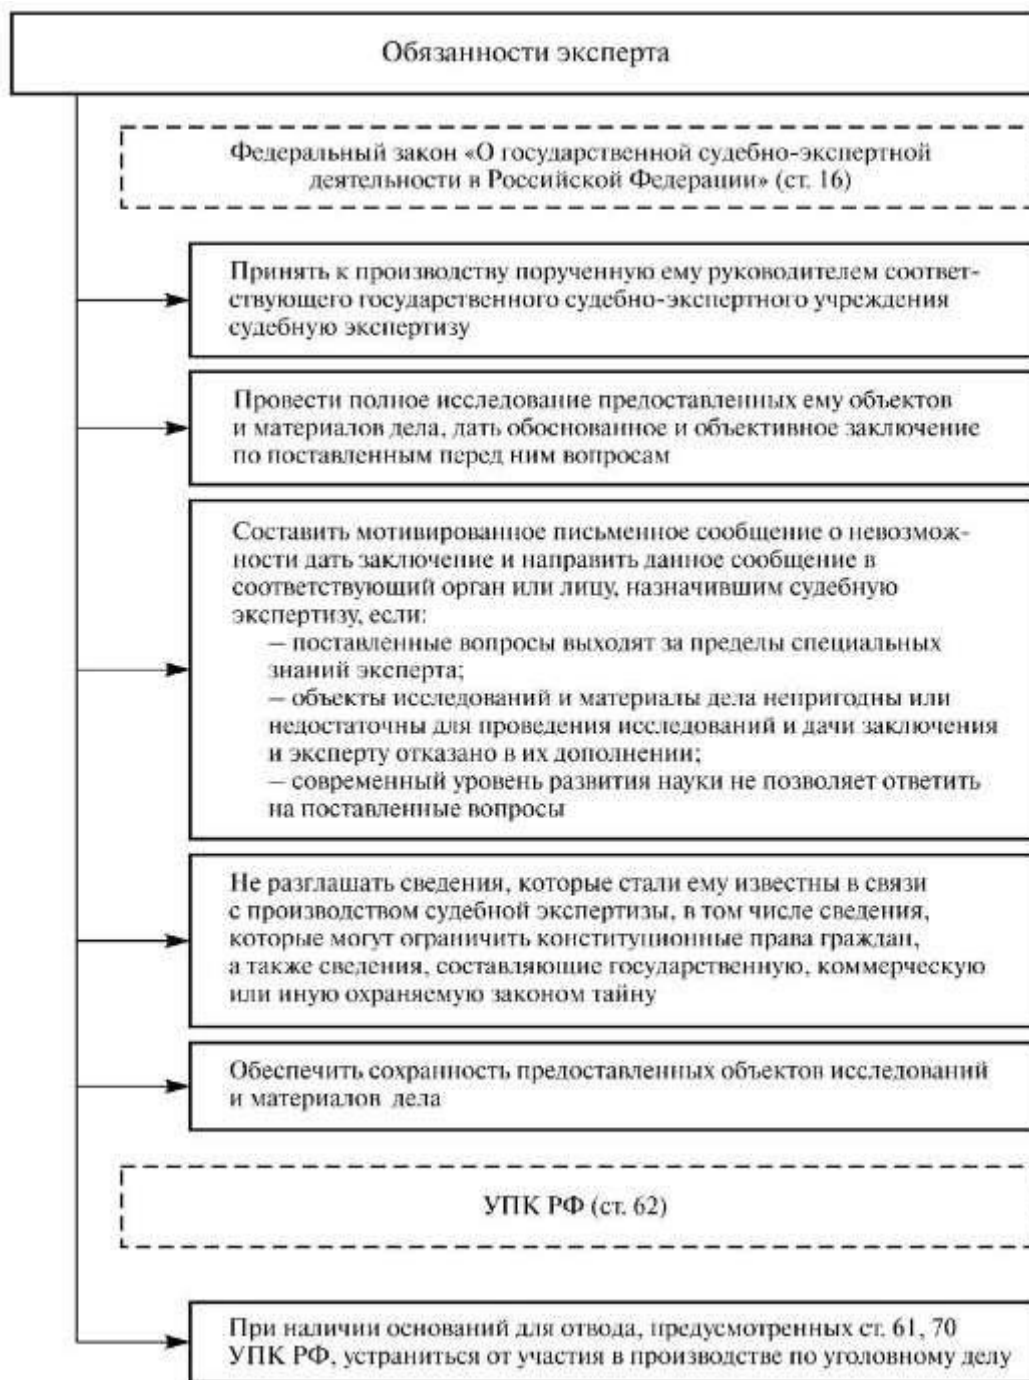 Обязанности эксперта
Федеральный закон «О государственной судебно-экспертной
деятельности в Российской Федерации» (ст. 16)
Принять к производству порученную ему руководителем соответ-
ствующего государственного судебно-экспертного учреждения
судебную экспертизу
Провести полное исследование предоставленных ему объектов
и материалов дела, дать обоснованное и объективное заключение
по поставленным перед ним вопросам
Составить мотивированное письменное сообщение о невозмож-
ности дать заключение и направить данное сообщение в
соответствующий орган или лицу, назначившим судебную
экспертизу, если:
– поставленные вопросы выходят за пределы специальных
знаний эксперта;
– объекты исследований и материалы дела непригодны или
недостаточны для проведения исследований и дачи заключения
и эксперту отказано в их дополнении;
– современный уровень развития науки не позволяет ответить
на поставленные вопросы
Не разглашать сведения, которые стали ему известны в связи
с производством судебной экспертизы, в том числе сведения,
которые могут ограничить конституционные права граждан,
а также сведения, составляющие государственную, коммерческую
или иную охраняемую законом тайну
Обеспечить сохранность предоставленных объектов исследований
и материалов дела
УПК РФ (ст. 62)
При наличии оснований для отвода, предусмотренных ст. 61, 70
УПК РФ, устраниться от участия в производстве по уголовному делу